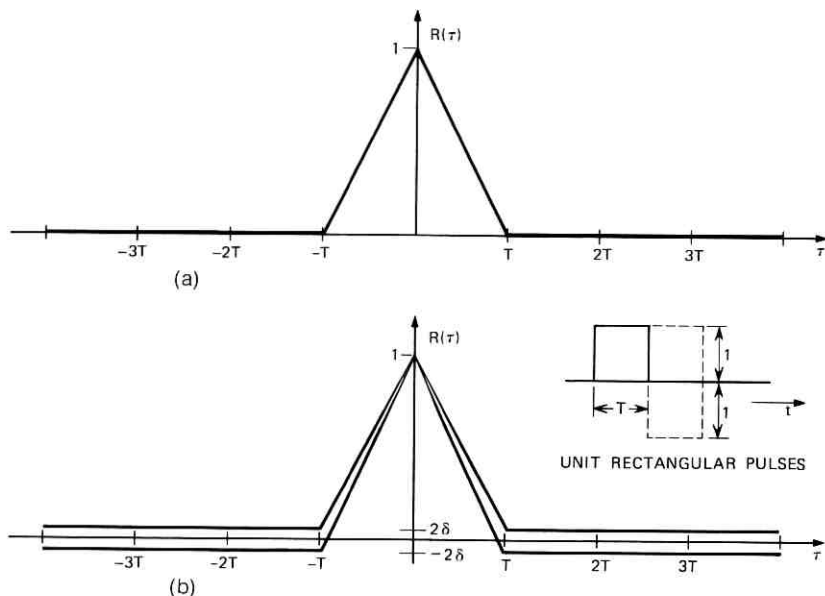 R(τ)
1
-3T -2T -T T 2T 3T τ
(a)
R(τ)
1
1
T
1
t
UNIT RECTANGULAR PULSES
2δ
-2δ
-3T -2T -T T 2T 3T τ
(b)